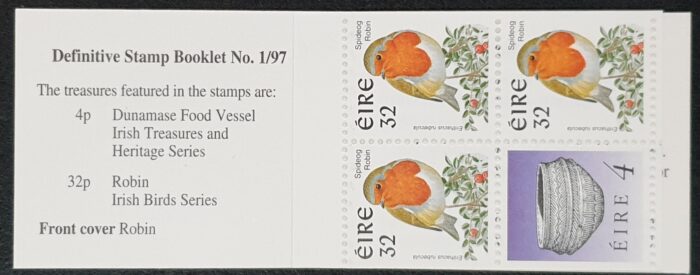 Definitive Stamp Booklet No. 1/97
The treasures featured in the stamps are:
4p Dunamase Food Vessel
Irish Treasures and
Heritage Series
32p Robin
Irish Birds Series
Front cover Robin
Spideog
Robin
ÉIRE 32
Erithacus rubecula
Spideog
Robin
ÉIRE 32
Erithacus rubecula
Spideog
Robin
ÉIRE 32
Erithacus rubecula
ÉIRE 4